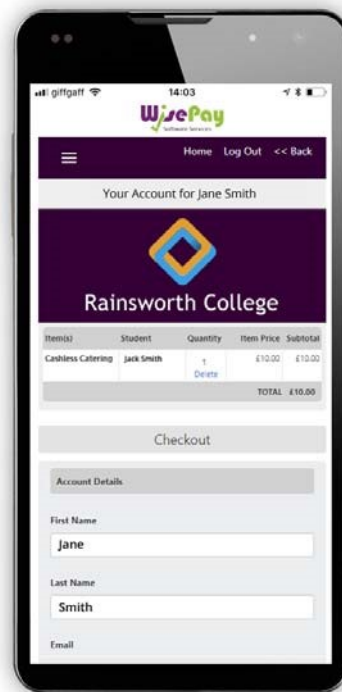 giffgaff 14:03
WisePay
Software Services
Home Log Out << Back
Your Account for Jane Smith
Rainsworth College
Item(s) Student Quantity Item Price Subtotal
Cashless Catering Jack Smith 1 £10.00 £10.00
Delete
TOTAL £10.00
Checkout
Account Details
First Name
Jane
Last Name
Smith
Email